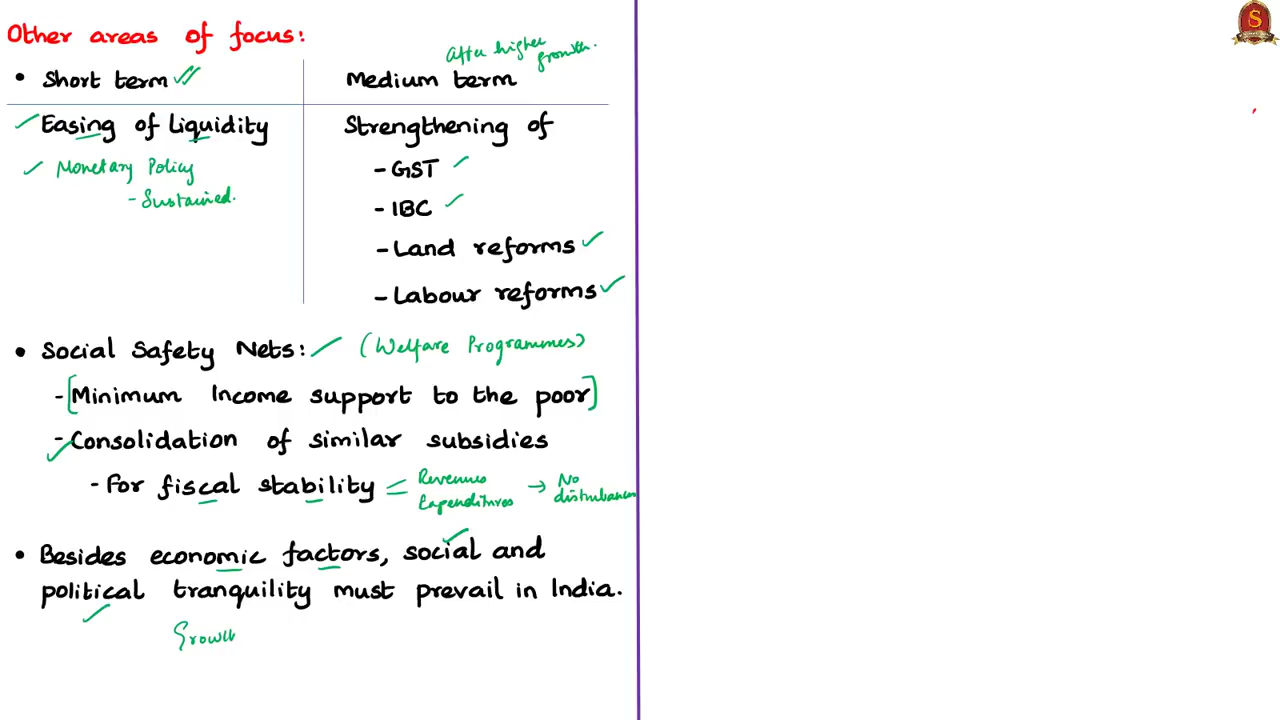 Other areas of focus:
After higher growth.
• Short term
Medium term
Easing of Liquidity
Strengthening of
Monetary Policy
- Sustained.
- GST
- IBC
- Land reforms
- Labour reforms
• Social Safety Nets: (Welfare Programmes)
- [Minimum Income support to the poor]
- Consolidation of similar subsidies
- For fiscal stability = Revenues Expenditures → No disturbances
• Besides economic factors, social and
political tranquility must prevail in India.
Growth
S